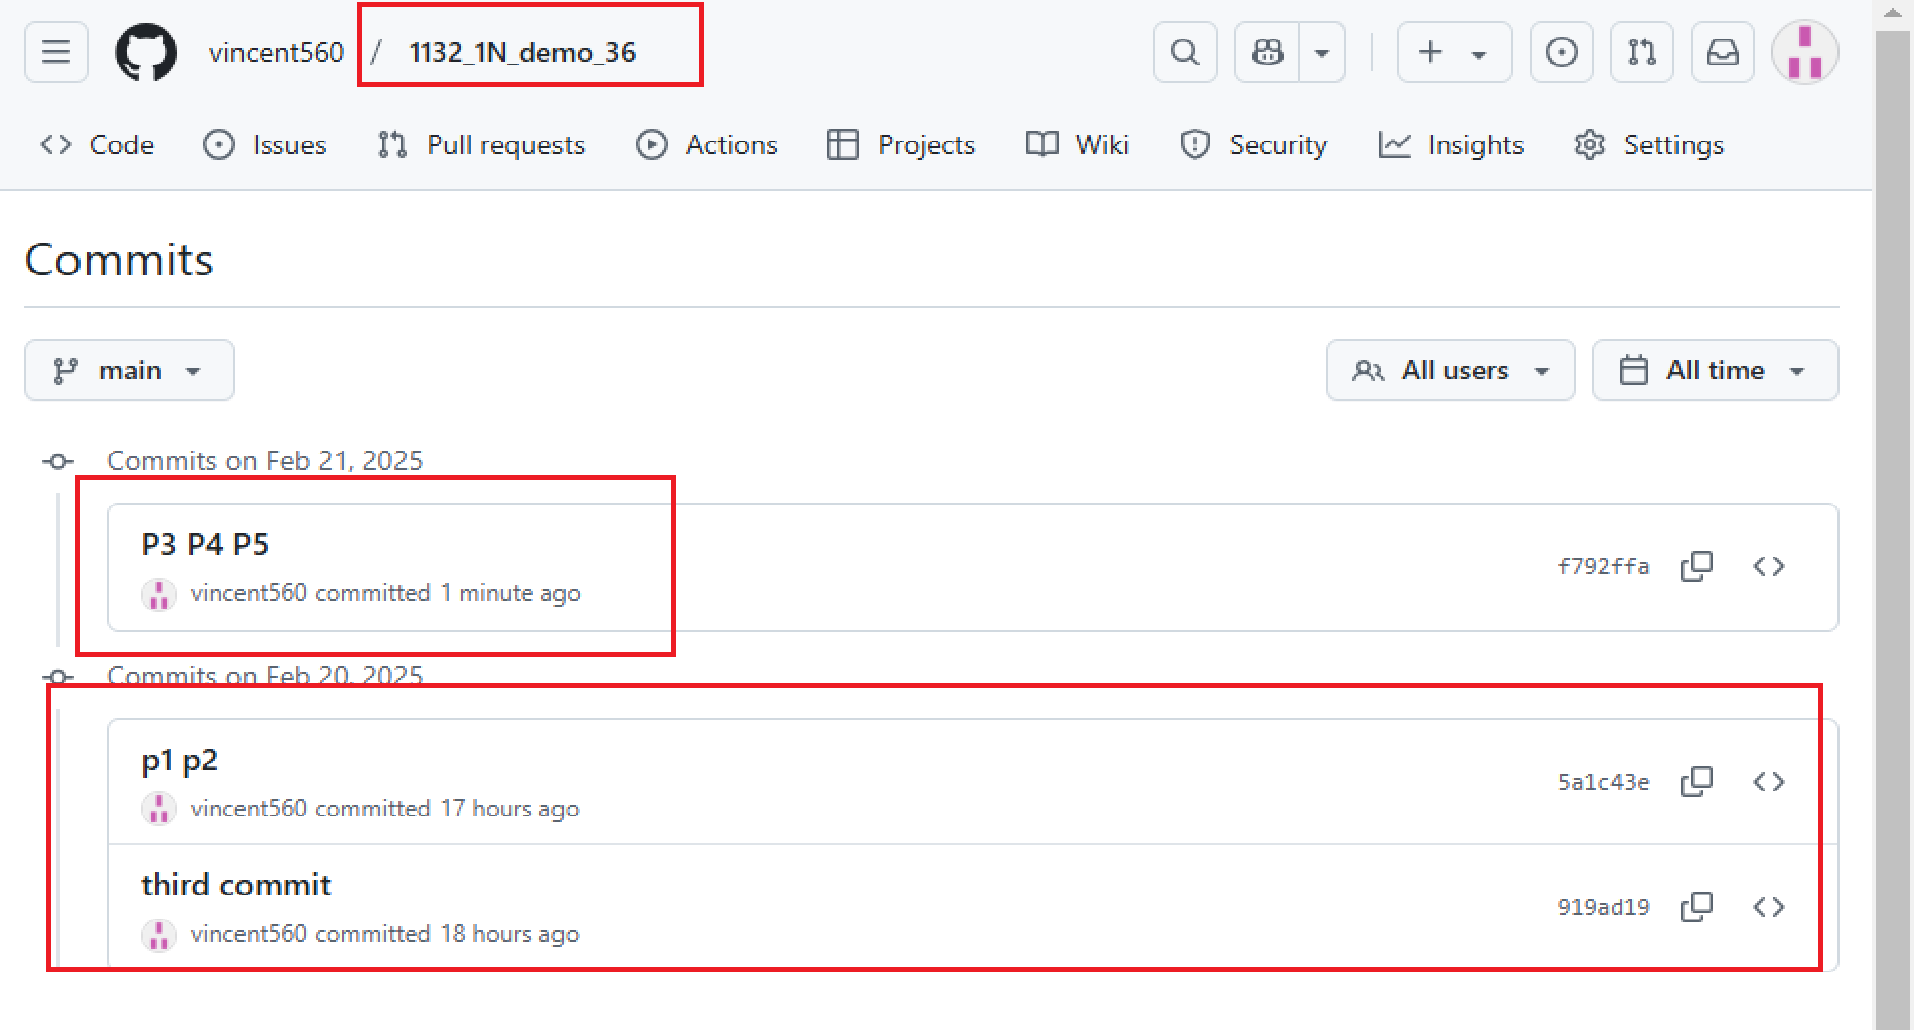 vincent560 / 1132_1N_demo_36
Code Issues Pull requests Actions Projects Wiki Security Insights Settings
Commits
main All users All time
Commits on Feb 21, 2025
P3 P4 P5
vincent560 committed 1 minute ago
f792ffa
Commits on Feb 20, 2025
p1 p2
vincent560 committed 17 hours ago
5a1c43e
third commit
vincent560 committed 18 hours ago
919ad19